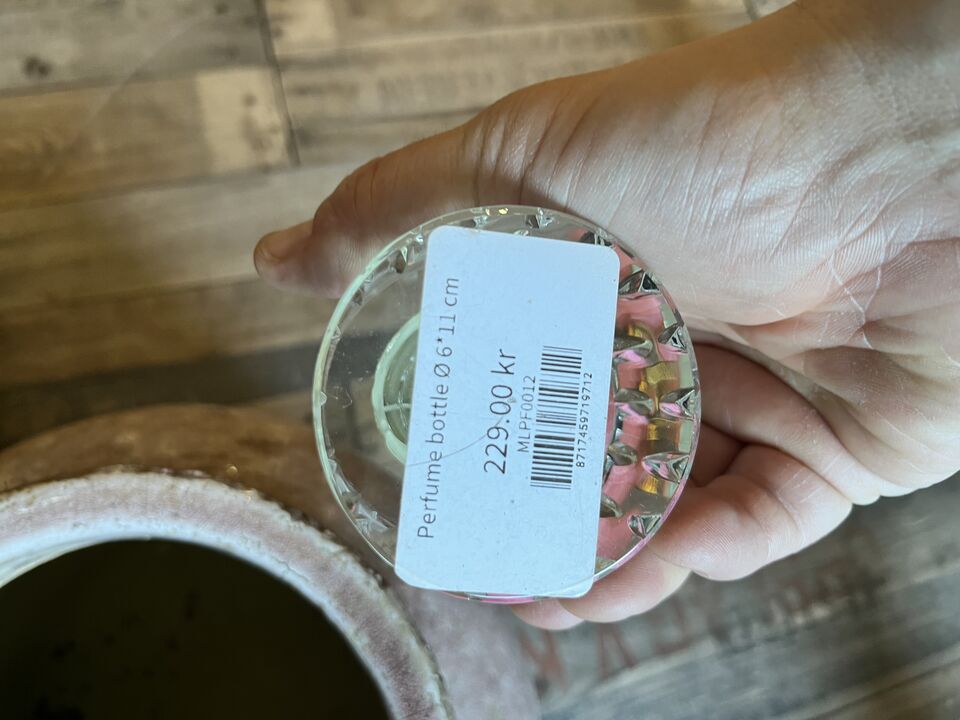 Perfume bottle Ø 6*11 cm
229.00 kr
MLPF0012
8717459719712